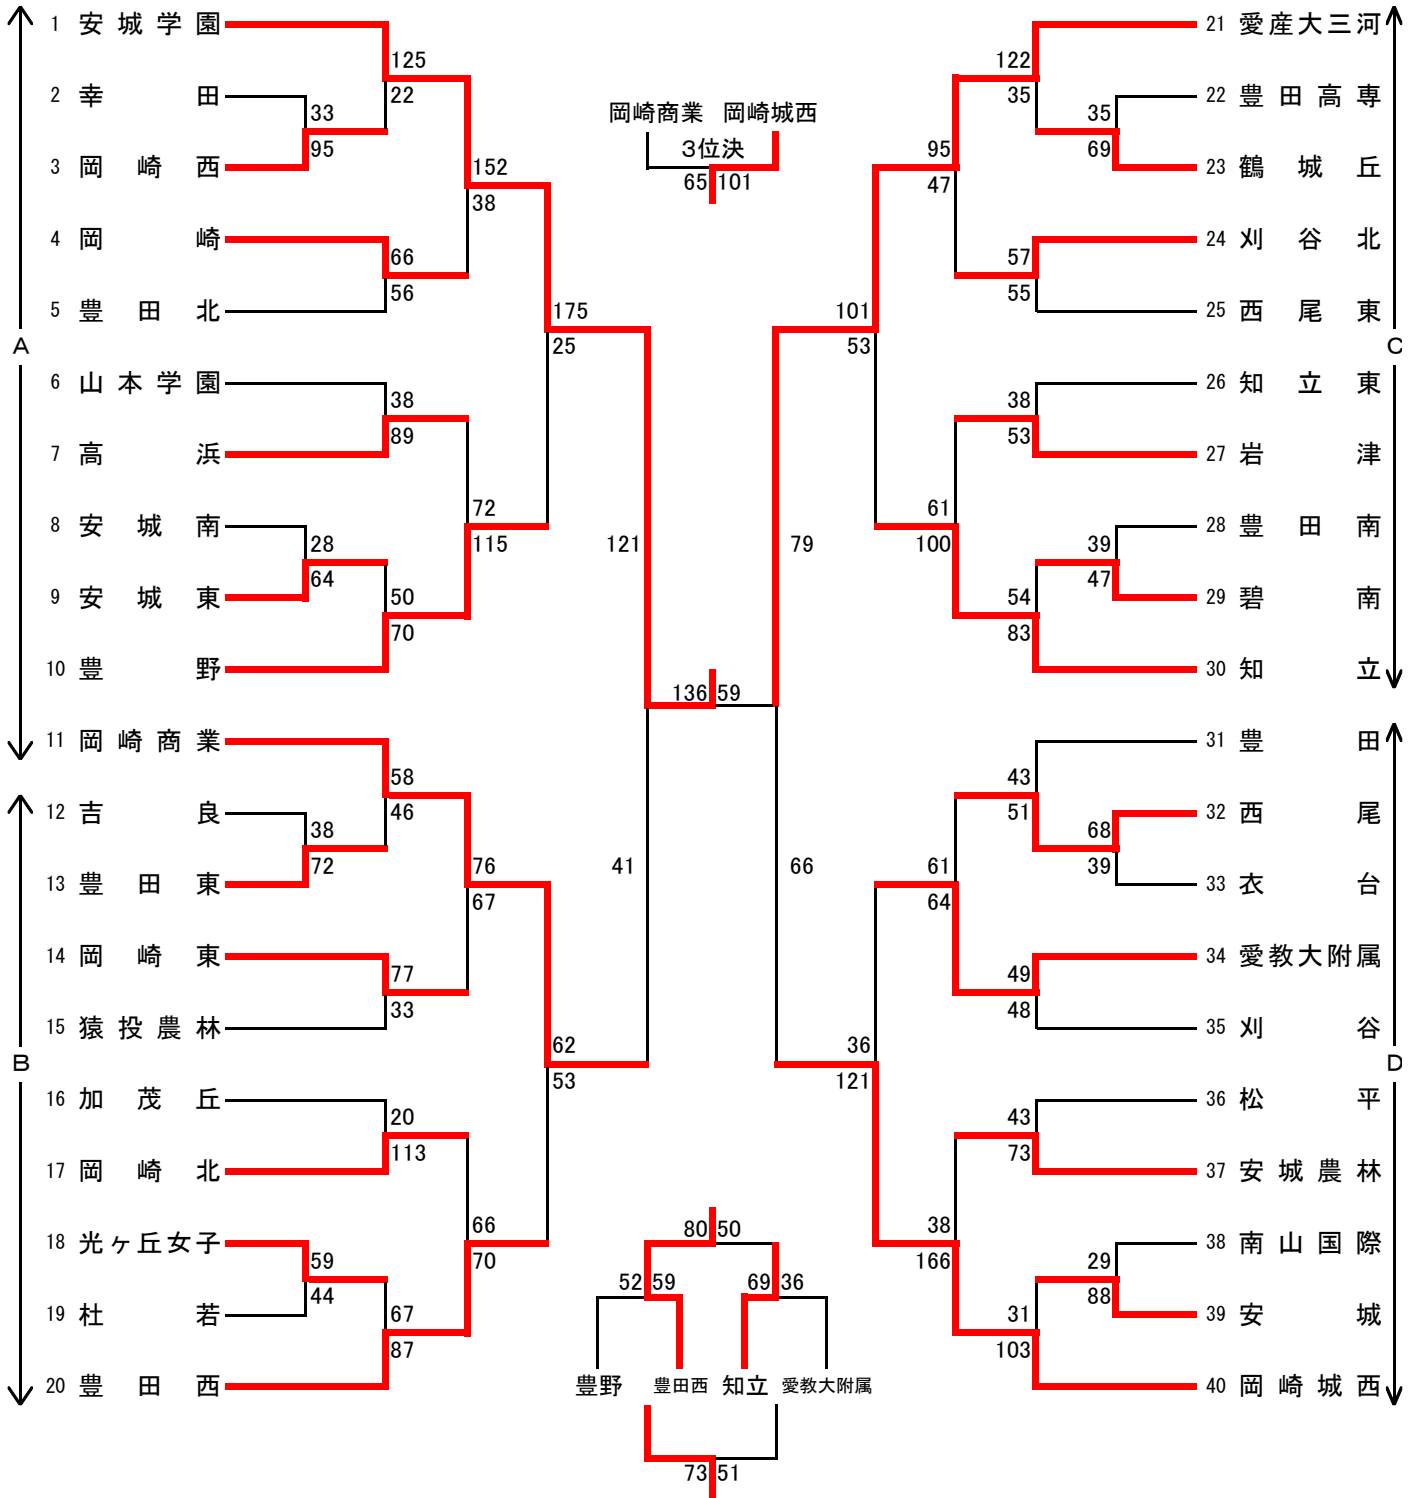 1 安城学園
2 幸田
3 岡崎西
4 岡崎
5 豊田北
6 山本学園
7 高浜
8 安城南
9 安城東
10 豊野
11 岡崎商業
12 吉良
13 豊田東
14 岡崎東
15 猿投農林
16 加茂丘
17 岡崎北
18 光ヶ丘女子
19 杜若
20 豊田西
A
B
33
95
28
64
38
72
59
44
125
22
66
56
38
89
50
70
58
46
77
33
20
113
67
87
152
38
72
115
76
67
66
70
175
25
62
53
121
41
岡崎商業 岡崎城西
3位決
65 101
136 59
79
66
101
53
36
121
95
47
61
100
61
64
38
166
122
35
57
55
38
53
54
83
43
51
49
48
43
73
31
103
35
69
39
47
68
39
29
88
21 愛産大三河
22 豊田高専
23 鶴城丘
24 刈谷北
25 西尾東
26 知立東
27 岩津
28 豊田南
29 碧南
30 知立
31 豊田
32 西尾
33 衣台
34 愛教大附属
35 刈谷
36 松平
37 安城農林
38 南山国際
39 安城
40 岡崎城西
C
D
80 50
52 59 69 36
豊野 豊田西 知立 愛教大附属
73 51